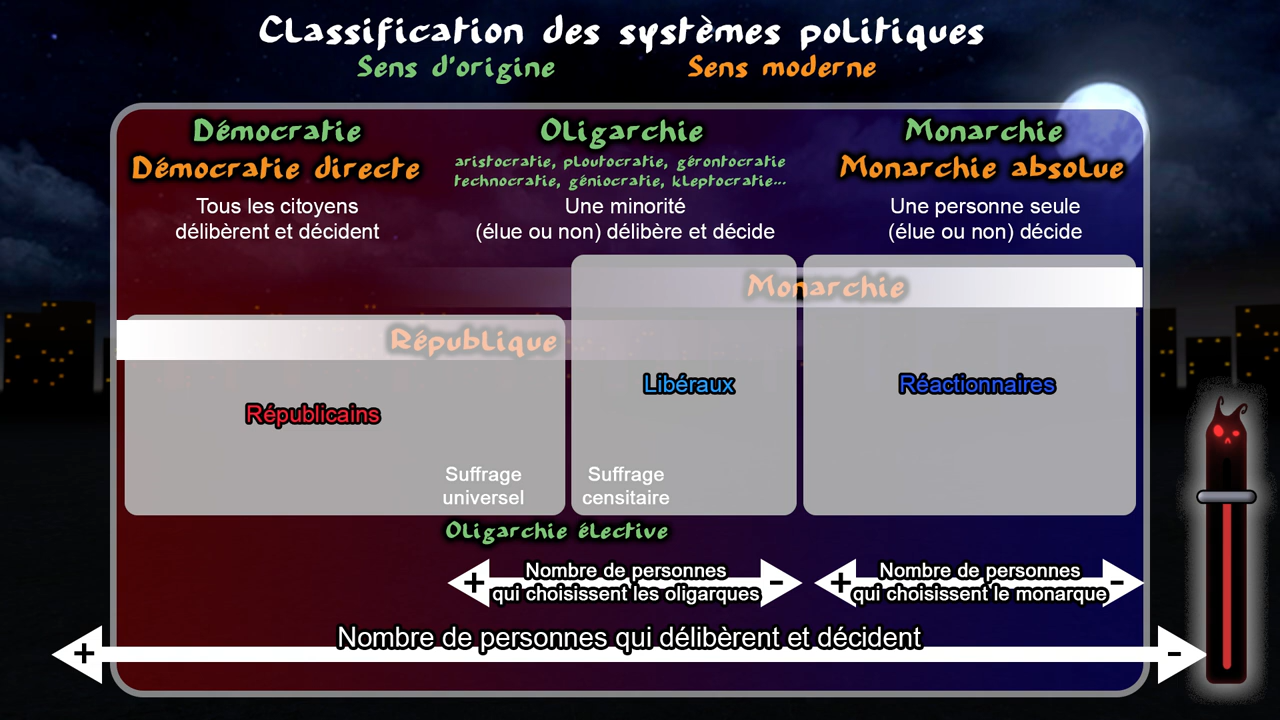 Classification des systèmes politiques
Sens d'origine
Sens moderne
Démocratie
Démocratie directe
Tous les citoyens
délibèrent et décident
Oligarchie
aristocratie, ploutocratie, gérontocratie
technocratie, géniocratie, kleptocratie...
Une minorité
(élue ou non) délibère et décide
Monarchie
Monarchie absolue
Une personne seule
(élue ou non) décide
Monarchie
République
Libéraux
Réactionnaires
Républicains
Suffrage
universel
Suffrage
censitaire
Oligarchie élective
+ Nombre de personnes
qui choisissent les oligarques -
+ Nombre de personnes
qui choisissent le monarque -
Nombre de personnes qui délibèrent et décident
+ -